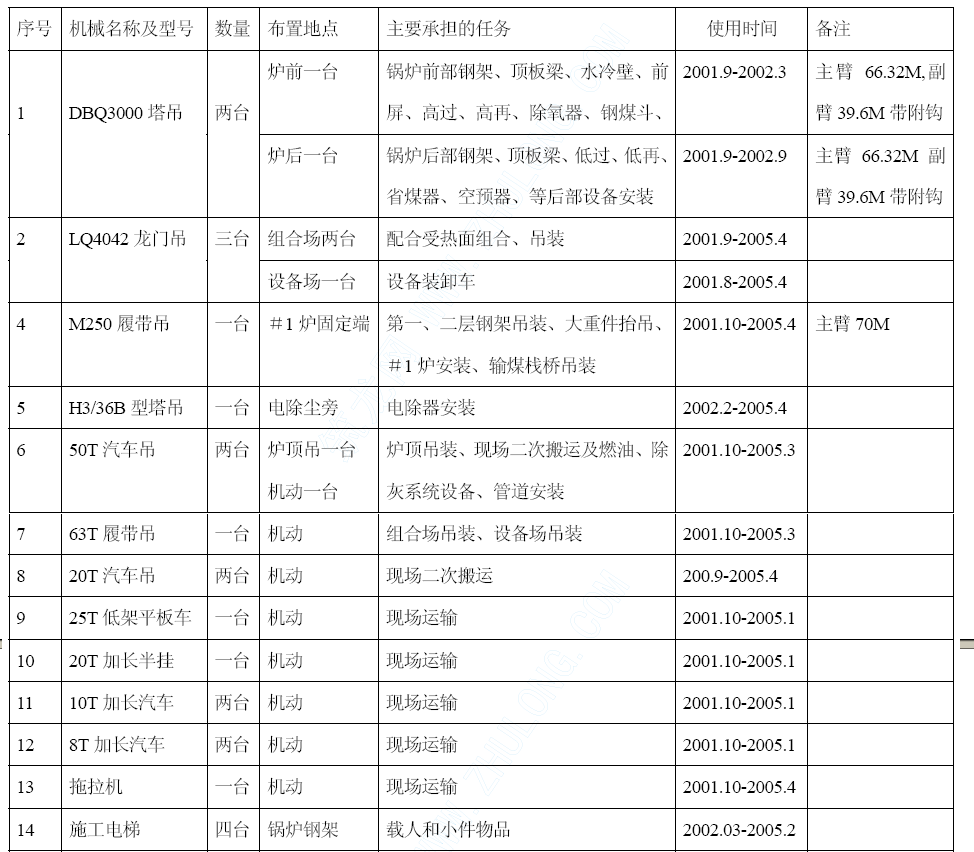 序号 机械名称及型号 数量 布置地点 主要承担的任务 使用时间 备注
1 DBQ3000 塔吊 两台 炉前一台 锅炉前部钢架、顶板梁、水冷壁、前 2001.9-2002.3 主臂 66.32M,副
屏、高过、高再、除氧器、钢煤斗、 臂 39.6M 带附钩
炉后一台 锅炉后部钢架、顶板梁、低过、低再、 2001.9-2002.9 主臂 66.32M 副
省煤器、空预器、等后部设备安装 臂 39.6M 带附钩
2 LQ4042 龙门吊 三台 组合场两台 配合受热面组合、吊装 2001.9-2005.4
设备场一台 设备装卸车 2001.8-2005.4
4 M250 履带吊 一台 ＃1 炉固定端 第一、二层钢架吊装、大重件抬吊、 2001.10-2005.4 主臂 70M
＃1 炉安装、输煤栈桥吊装
5 H3/36B 型塔吊 一台 电除尘旁 电除器安装 2002.2-2005.4
6 50T 汽车吊 两台 炉顶吊一台 炉顶吊装、现场二次搬运及燃油、除 2001.10-2005.3
机动一台 灰系统设备、管道安装
7 63T 履带吊 一台 机动 组合场吊装、设备场吊装 2001.10-2005.3
8 20T 汽车吊 两台 机动 现场二次搬运 200.9-2005.4
9 25T 低架平板车 一台 机动 现场运输 2001.10-2005.1
10 20T 加长半挂 一台 机动 现场运输 2001.10-2005.1
11 10T 加长汽车 两台 机动 现场运输 2001.10-2005.1
12 8T 加长汽车 两台 机动 现场运输 2001.10-2005.1
13 拖拉机 一台 机动 现场运输 2001.10-2005.4
14 施工电梯 四台 锅炉钢架 载人和小件物品 2002.03-2005.2